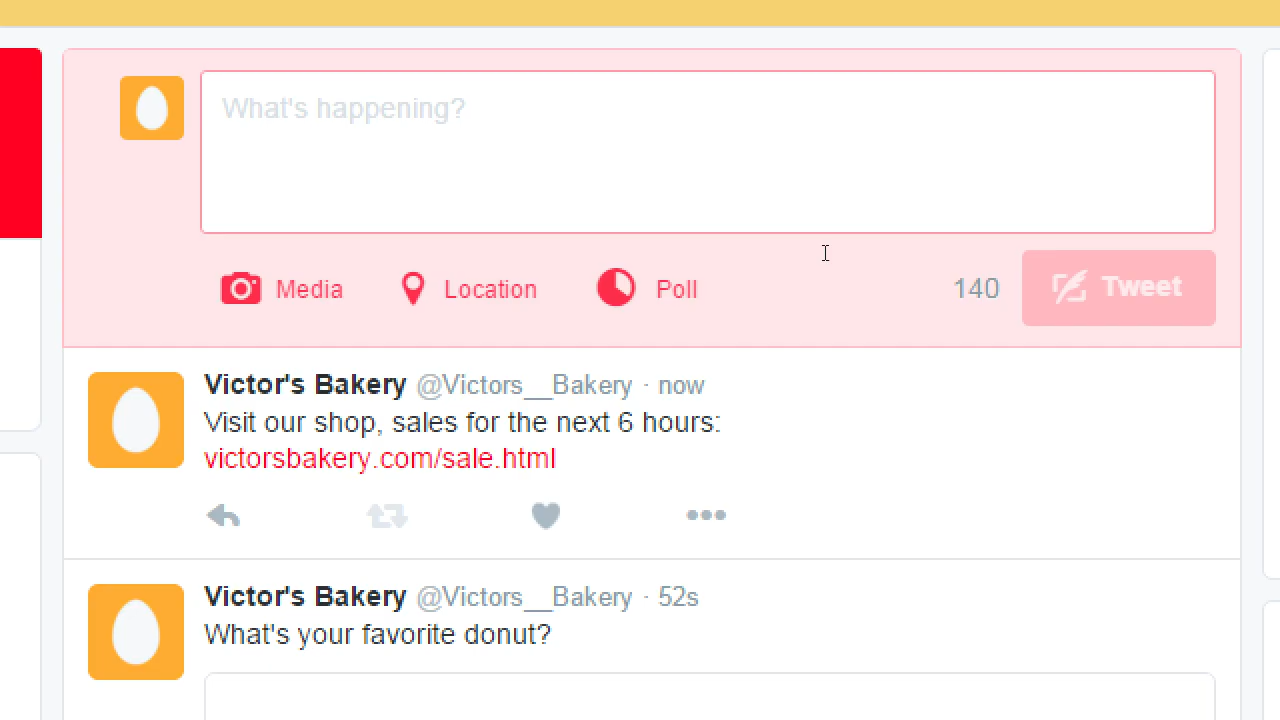 What's happening?
Media Location Poll 140 Tweet
Victor's Bakery @Victors__Bakery · now
Visit our shop, sales for the next 6 hours:
victorsbakery.com/sale.html
Victor's Bakery @Victors__Bakery · 52s
What's your favorite donut?